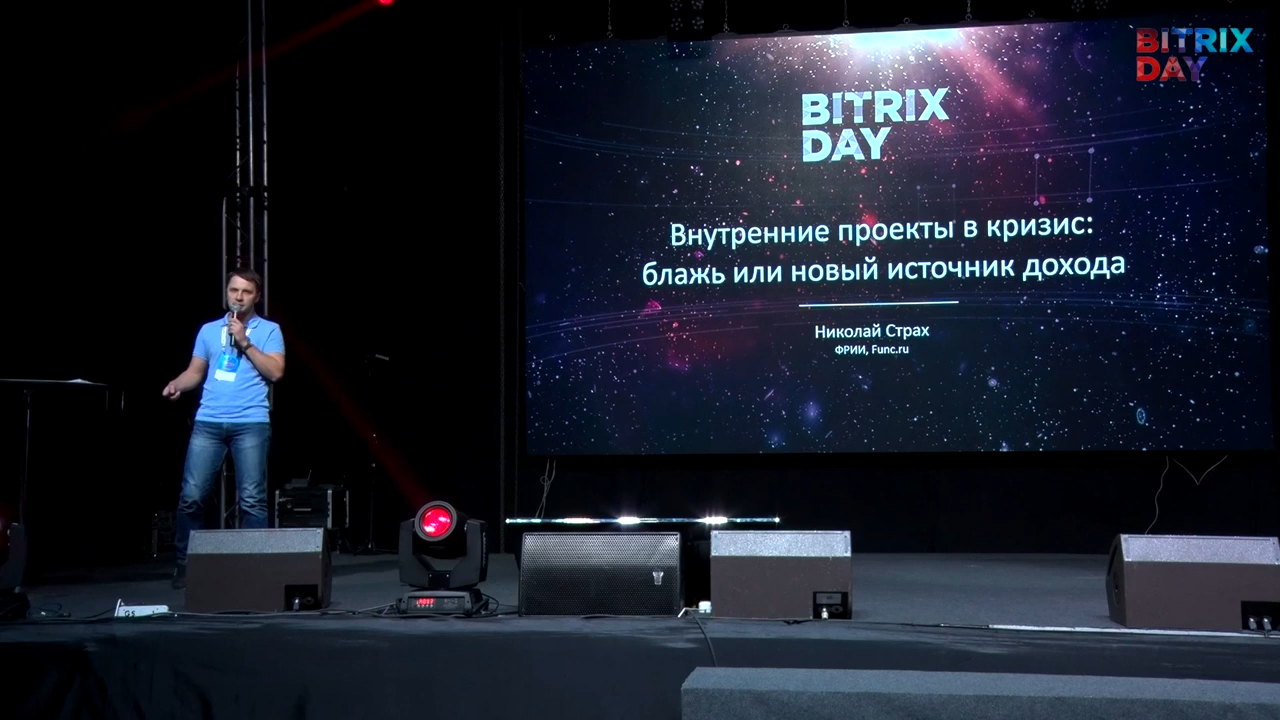 BITRIX
DAY
BITRIX
DAY
Внутренние проекты в кризис:
блажь или новый источник дохода
Николай Страх
ФРИИ, Func.ru